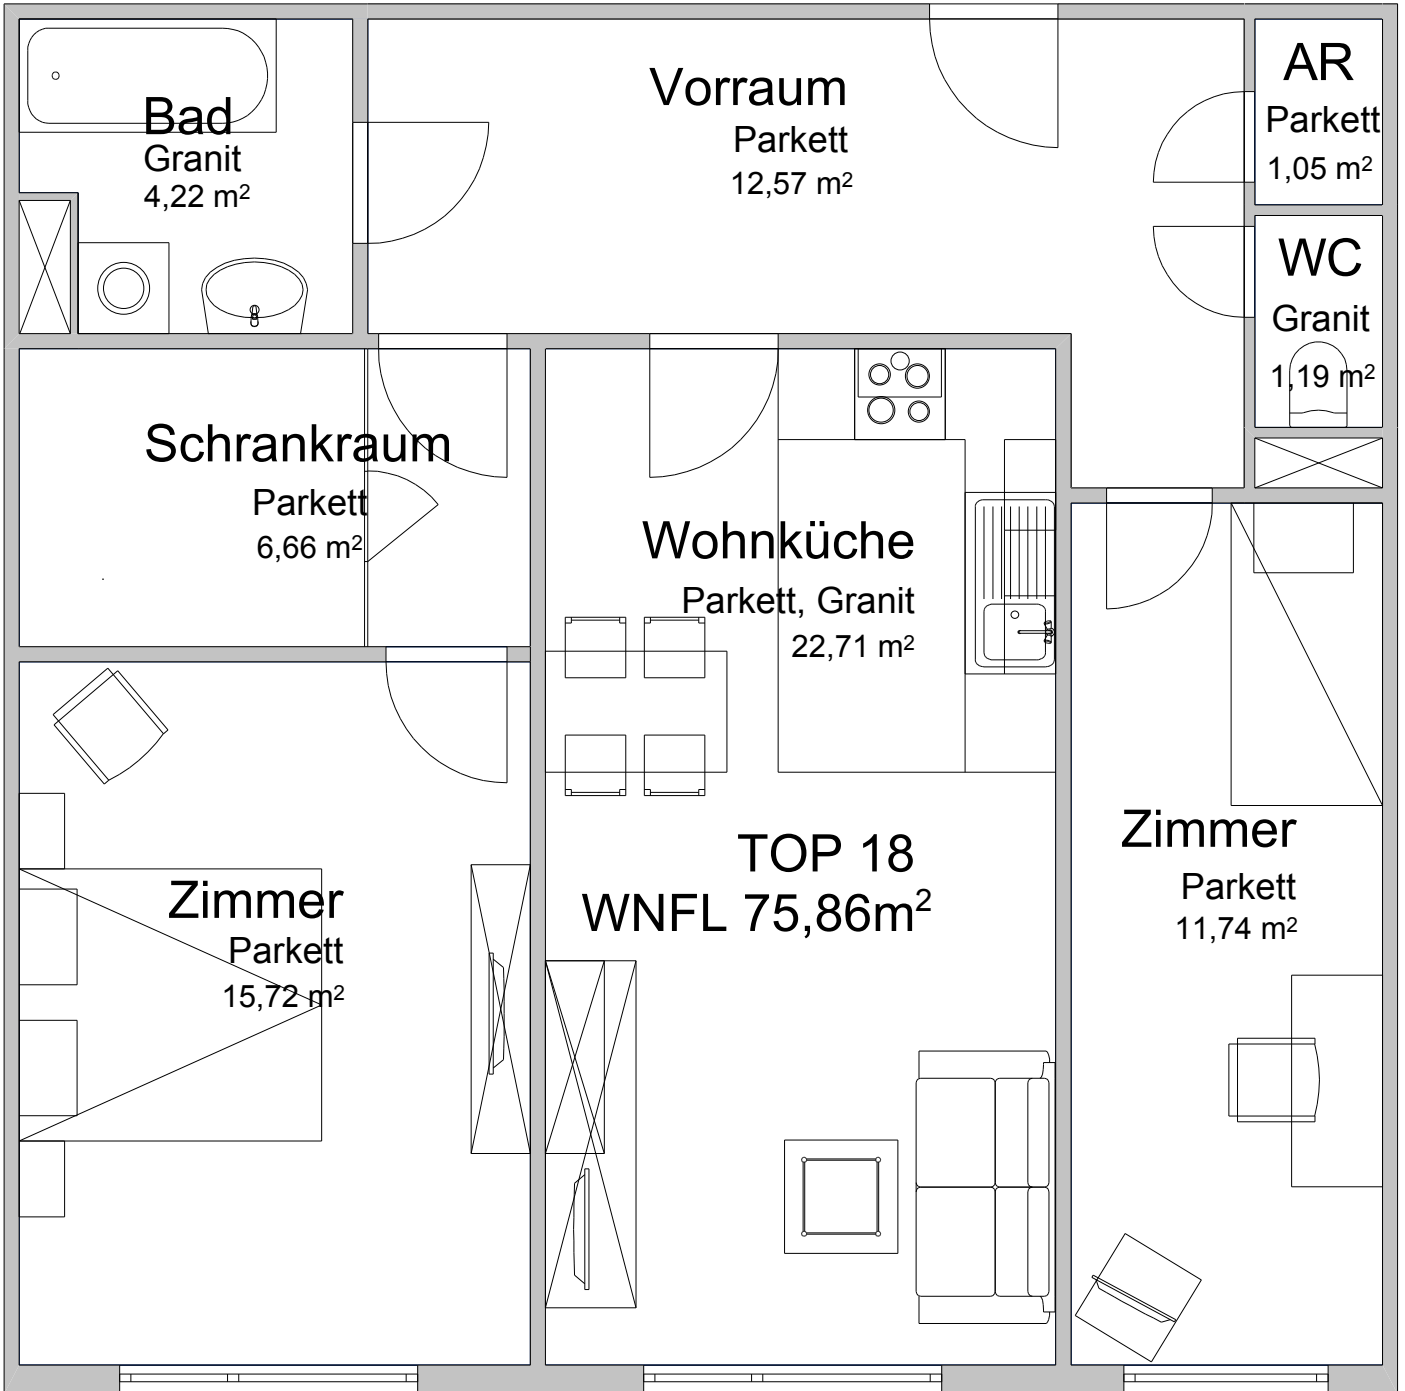 Bad
Granit
4,22 m²
Vorraum
Parkett
12,57 m²
AR
Parkett
1,05 m²
WC
Granit
1,19 m²
Schrankraum
Parkett
6,66 m²
Wohnküche
Parkett, Granit
22,71 m²
TOP 18
WNFL 75,86m²
Zimmer
Parkett
15,72 m²
Zimmer
Parkett
11,74 m²